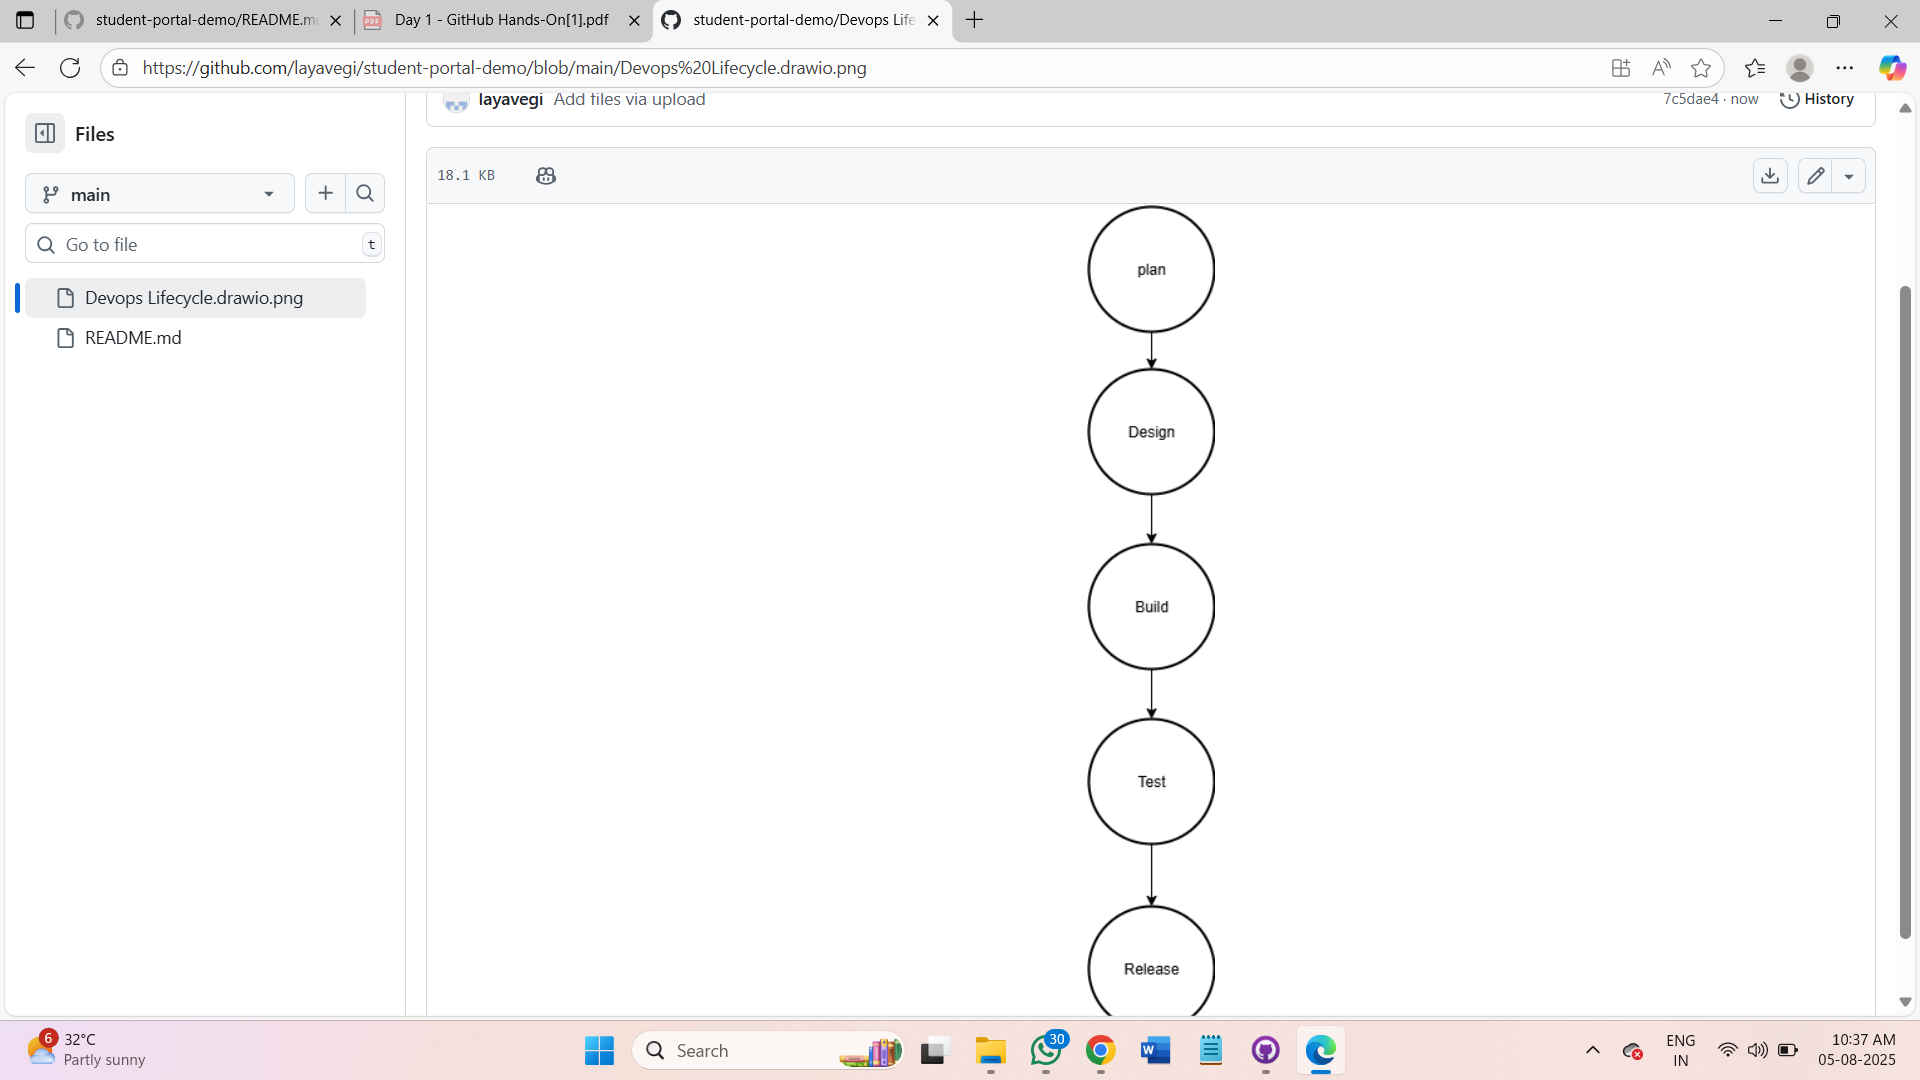 student-portal-demo/README.m
Day 1 - GitHub Hands-On[1].pdf
student-portal-demo/Devops Life
https://github.com/layavegi/student-portal-demo/blob/main/Devops%20Lifecycle.drawio.png
layavegi Add files via upload
7c5dae4 · now
History
Files
main
Go to file
t
Devops Lifecycle.drawio.png
README.md
18.1 KB
plan
Design
Build
Test
Release
6
32°C
Partly sunny
Search
30
ENG
IN
10:37 AM
05-08-2025